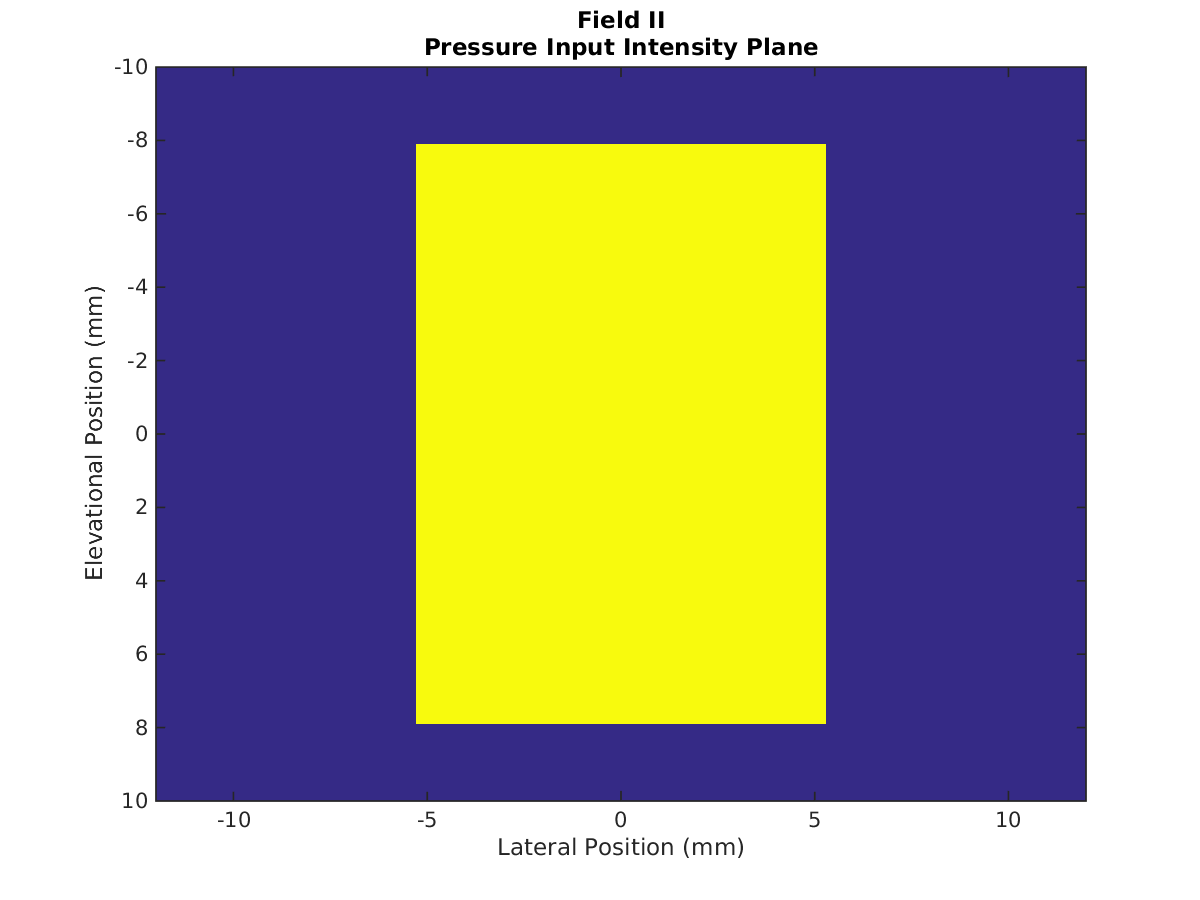 Field II
Pressure Input Intensity Plane
-10
-8
-6
-4
-2
0
2
4
6
8
10
Elevational Position (mm)
-10 -5 0 5 10
Lateral Position (mm)